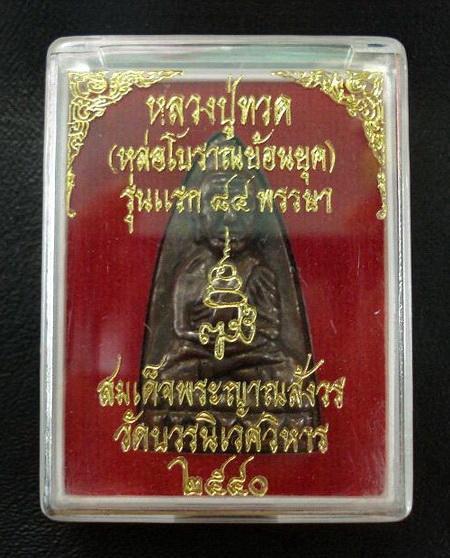 หลวงปู่ทวด
(หล่อโบราณย้อนยุค)
รุ่นแรก ๘๔ พรรษา
สมเด็จพระญาณสังวร
วัดบวรนิเวศวิหาร
๒๕๔๐